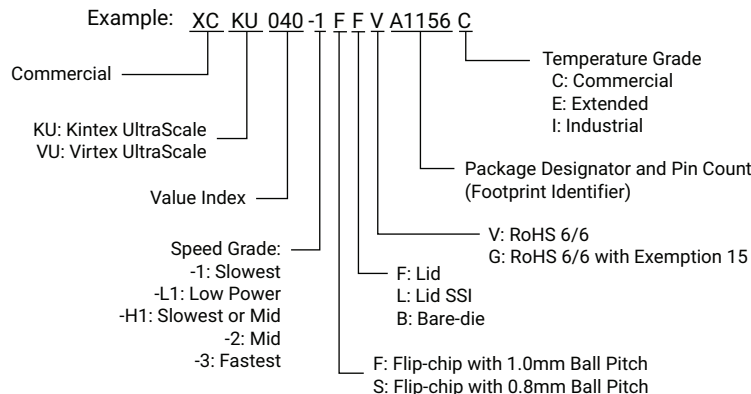 Example: XC KU 040 -1 F F V A1156 C
Commercial
Temperature Grade
C: Commercial
E: Extended
I: Industrial
KU: Kintex UltraScale
VU: Virtex UltraScale
Package Designator and Pin Count
(Footprint Identifier)
Value Index
V: RoHS 6/6
G: RoHS 6/6 with Exemption 15
Speed Grade:
-1: Slowest
-L1: Low Power
-H1: Slowest or Mid
-2: Mid
-3: Fastest
F: Lid
L: Lid SSI
B: Bare-die
F: Flip-chip with 1.0mm Ball Pitch
S: Flip-chip with 0.8mm Ball Pitch